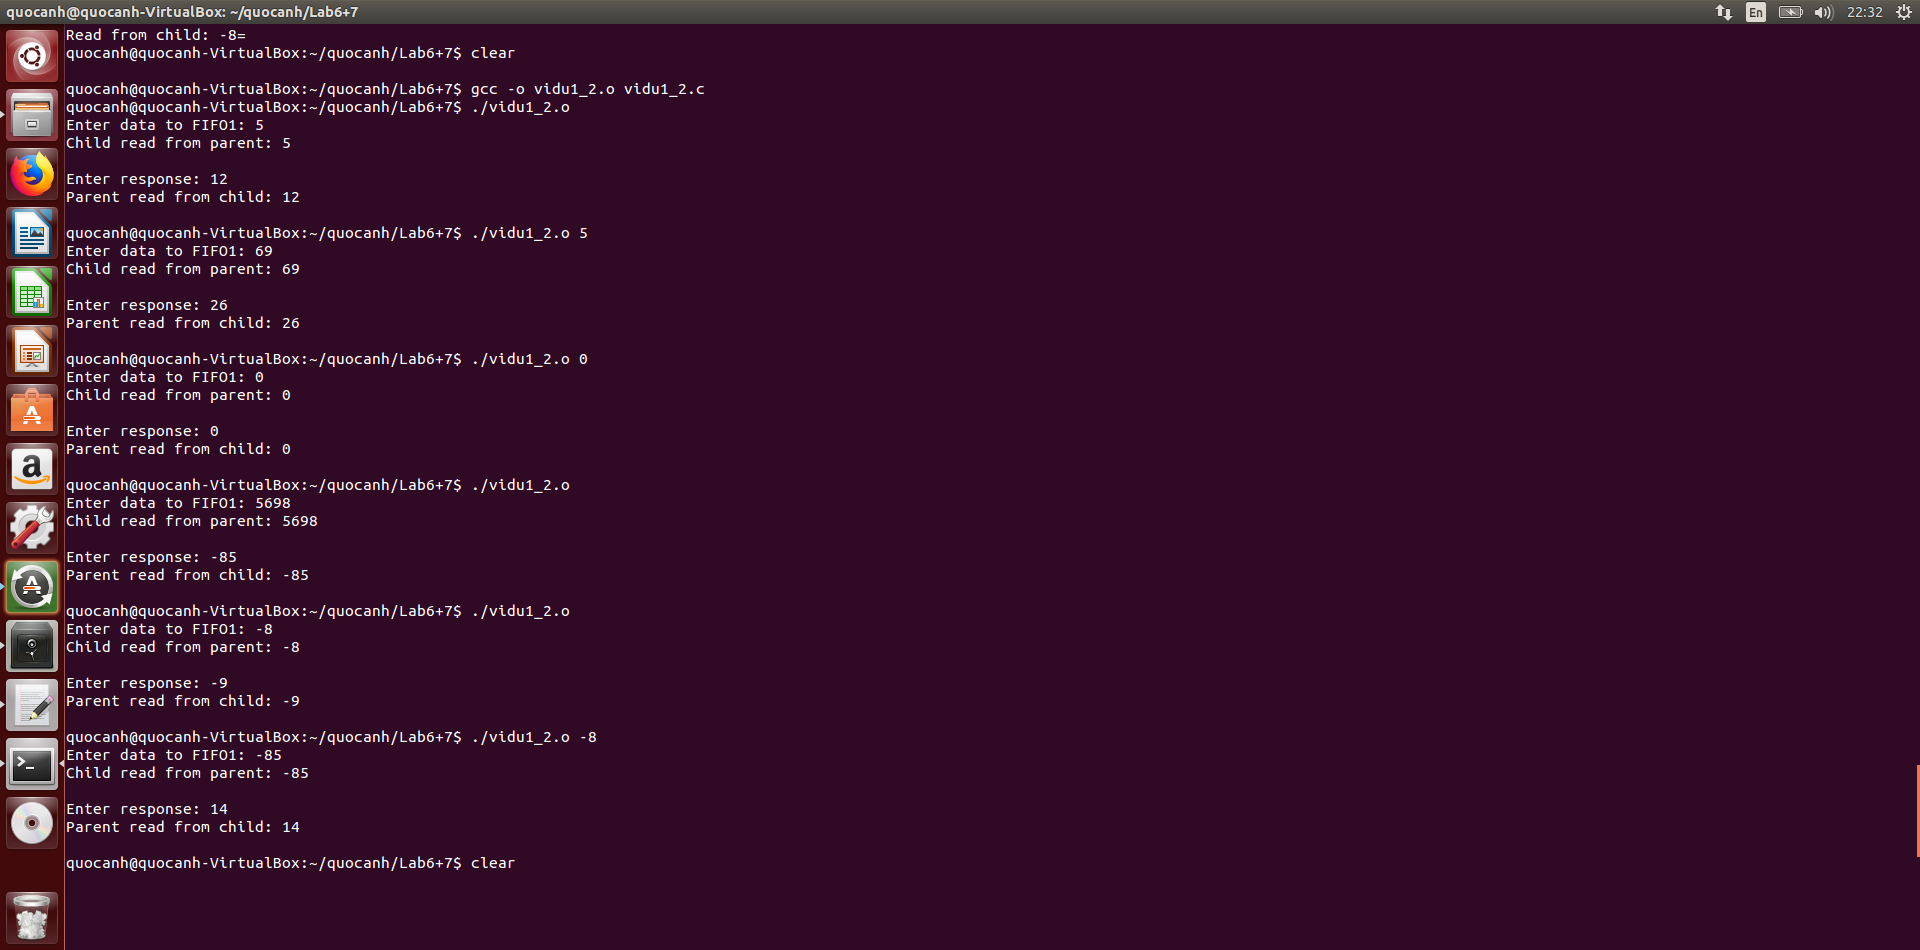 quocanh@quocanh-VirtualBox: ~/quocanh/Lab6+7
En
22:32
Read from child: -8=
quocanh@quocanh-VirtualBox:~/quocanh/Lab6+7$ clear
quocanh@quocanh-VirtualBox:~/quocanh/Lab6+7$ gcc -o vidu1_2.o vidu1_2.c
quocanh@quocanh-VirtualBox:~/quocanh/Lab6+7$ ./vidu1_2.o
Enter data to FIFO1: 5
Child read from parent: 5
Enter response: 12
Parent read from child: 12
quocanh@quocanh-VirtualBox:~/quocanh/Lab6+7$ ./vidu1_2.o 5
Enter data to FIFO1: 69
Child read from parent: 69
Enter response: 26
Parent read from child: 26
quocanh@quocanh-VirtualBox:~/quocanh/Lab6+7$ ./vidu1_2.o 0
Enter data to FIFO1: 0
Child read from parent: 0
Enter response: 0
Parent read from child: 0
quocanh@quocanh-VirtualBox:~/quocanh/Lab6+7$ ./vidu1_2.o
Enter data to FIFO1: 5698
Child read from parent: 5698
Enter response: -85
Parent read from child: -85
quocanh@quocanh-VirtualBox:~/quocanh/Lab6+7$ ./vidu1_2.o
Enter data to FIFO1: -8
Child read from parent: -8
Enter response: -9
Parent read from child: -9
quocanh@quocanh-VirtualBox:~/quocanh/Lab6+7$ ./vidu1_2.o -8
Enter data to FIFO1: -85
Child read from parent: -85
Enter response: 14
Parent read from child: 14
quocanh@quocanh-VirtualBox:~/quocanh/Lab6+7$ clear